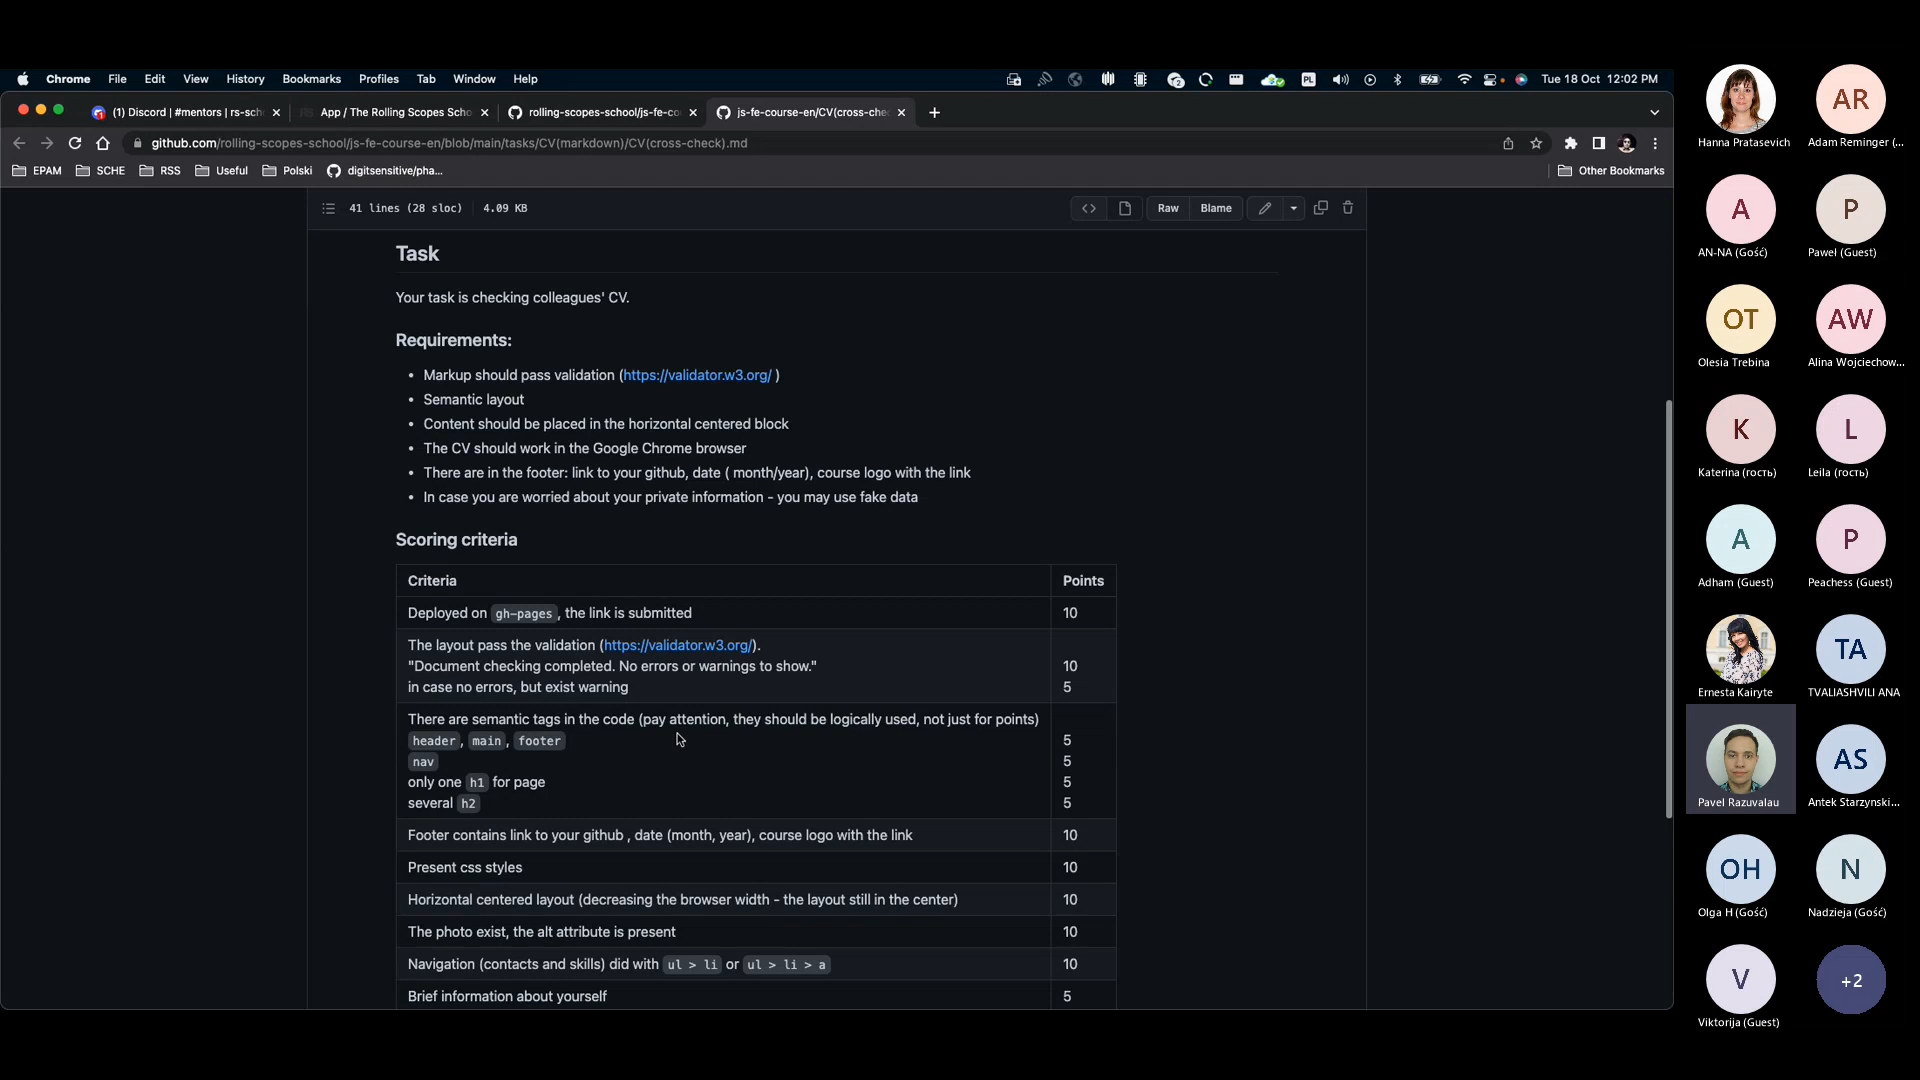 Chrome File Edit View History Bookmarks Profiles Tab Window Help
PL
Tue 18 Oct 12:02 PM
(1) Discord | #mentors | rs-sch
App / The Rolling Scopes Scho
rolling-scopes-school/js-fe-co
js-fe-course-en/CV(cross-che
github.com/rolling-scopes-school/js-fe-course-en/blob/main/tasks/CV(markdown)/CV(cross-check).md
EPAM SCHE RSS Useful Polski digitsensitive/pha...
Other Bookmarks
41 lines (28 sloc) 4.09 KB
Raw Blame
Task
Your task is checking colleagues' CV.
Requirements:
• Markup should pass validation (https://validator.w3.org/ )
• Semantic layout
• Content should be placed in the horizontal centered block
• The CV should work in the Google Chrome browser
• There are in the footer: link to your github, date ( month/year), course logo with the link
• In case you are worried about your private information - you may use fake data
Scoring criteria
Criteria Points
Deployed on gh-pages , the link is submitted 10
The layout pass the validation (https://validator.w3.org/).
"Document checking completed. No errors or warnings to show." 10
in case no errors, but exist warning 5
There are semantic tags in the code (pay attention, they should be logically used, not just for points)
header , main , footer 5
nav 5
only one h1 for page 5
several h2 5
Footer contains link to your github , date (month, year), course logo with the link 10
Present css styles 10
Horizontal centered layout (decreasing the browser width - the layout still in the center) 10
The photo exist, the alt attribute is present 10
Navigation (contacts and skills) did with ul > li or ul > li > a 10
Brief information about yourself 5
AR
Hanna Pratasevich
Adam Reminger (...
A
P
AN-NA (Gość)
Paweł (Guest)
OT
AW
Olesia Trebina
Alina Wojciechow...
K
L
Katerina (гость)
Leila (гость)
A
P
Adham (Guest)
Peachess (Guest)
TA
Ernesta Kairyte
TVALIASHVILI ANA
AS
Pavel Razuvalau
Antek Starzynski...
OH
N
Olga H (Gość)
Nadzieja (Gość)
V
+2
Viktorija (Guest)